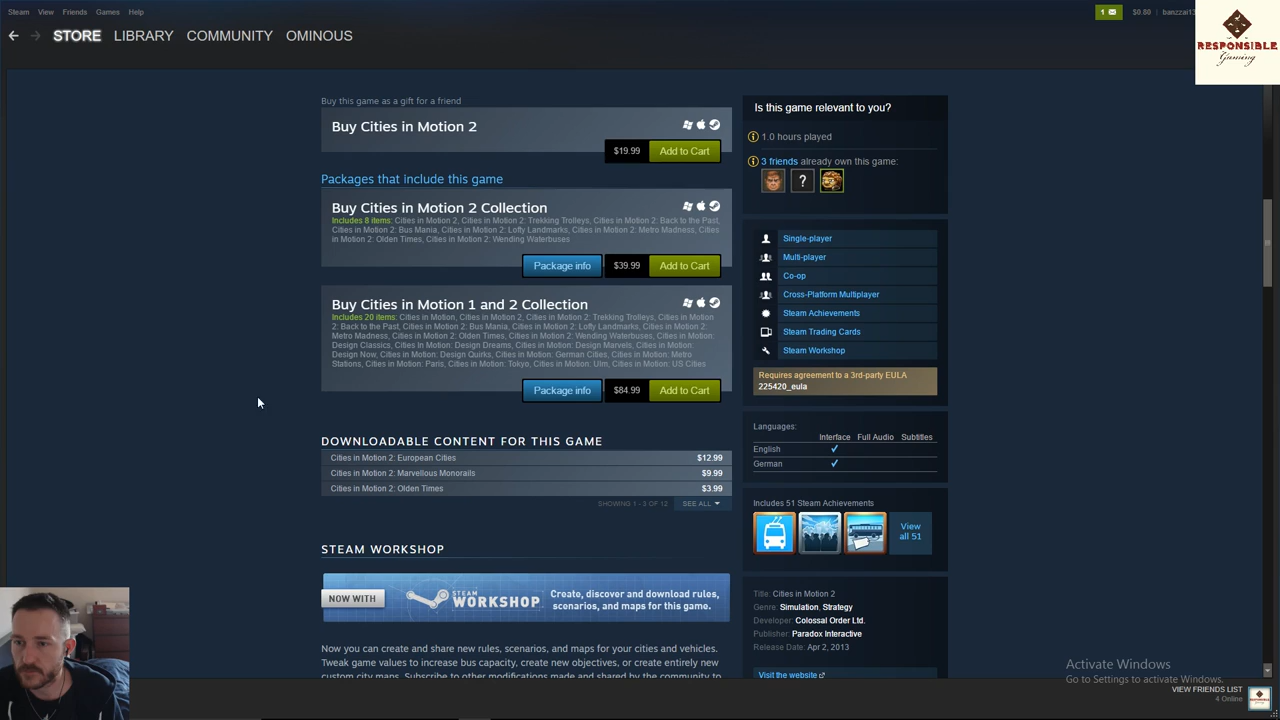 Steam View Friends Games Help
1 $0.80 banzzai13
STORE LIBRARY COMMUNITY OMINOUS
RESPONSIBLE
Gaming
Buy this game as a gift for a friend
Buy Cities in Motion 2
$19.99 Add to Cart
Packages that include this game
Buy Cities in Motion 2 Collection
Includes 8 items: Cities in Motion 2, Cities in Motion 2: Trekking Trolleys, Cities in Motion 2: Back to the Past,
Cities in Motion 2: Bus Mania, Cities in Motion 2: Lofty Landmarks, Cities in Motion 2: Metro Madness, Cities
in Motion 2: Olden Times, Cities in Motion 2: Wending Waterbuses
Package info $39.99 Add to Cart
Buy Cities in Motion 1 and 2 Collection
Includes 20 items: Cities in Motion, Cities in Motion 2, Cities in Motion 2: Trekking Trolleys, Cities in Motion
2: Back to the Past, Cities in Motion 2: Bus Mania, Cities in Motion 2: Lofty Landmarks, Cities in Motion 2:
Metro Madness, Cities in Motion 2: Olden Times, Cities in Motion 2: Wending Waterbuses, Cities in Motion:
Design Classics, Cities in Motion: Design Dreams, Cities in Motion: Design Marvels, Cities in Motion:
Design Now, Cities in Motion: Design Quirks, Cities in Motion: German Cities, Cities in Motion: Metro
Stations, Cities in Motion: Paris, Cities in Motion: Tokyo, Cities in Motion: Ulm, Cities in Motion: US Cities
Package info $84.99 Add to Cart
DOWNLOADABLE CONTENT FOR THIS GAME
Cities in Motion 2: European Cities $12.99
Cities in Motion 2: Marvellous Monorails $9.99
Cities in Motion 2: Olden Times $3.99
SHOWING 1 - 3 OF 12 SEE ALL
STEAM WORKSHOP
NOW WITH
STEAM
WORKSHOP
Create, discover and download rules,
scenarios, and maps for this game.
Now you can create and share new rules, scenarios, and maps for your cities and vehicles.
Tweak game values to increase bus capacity, create new objectives, or create entirely new
custom city maps. Subscribe to other modifications made and shared by the community to
Is this game relevant to you?
1.0 hours played
3 friends already own this game:
?
Single-player
Multi-player
Co-op
Cross-Platform Multiplayer
Steam Achievements
Steam Trading Cards
Steam Workshop
Requires agreement to a 3rd-party EULA
225420_eula
Languages:
Interface Full Audio Subtitles
English ✔
German ✔
Includes 51 Steam Achievements
View
all 51
Title: Cities in Motion 2
Genre: Simulation, Strategy
Developer: Colossal Order Ltd.
Publisher: Paradox Interactive
Release Date: Apr 2, 2013
Visit the website
Activate Windows
Go to Settings to activate Windows.
VIEW FRIENDS LIST
4 Online